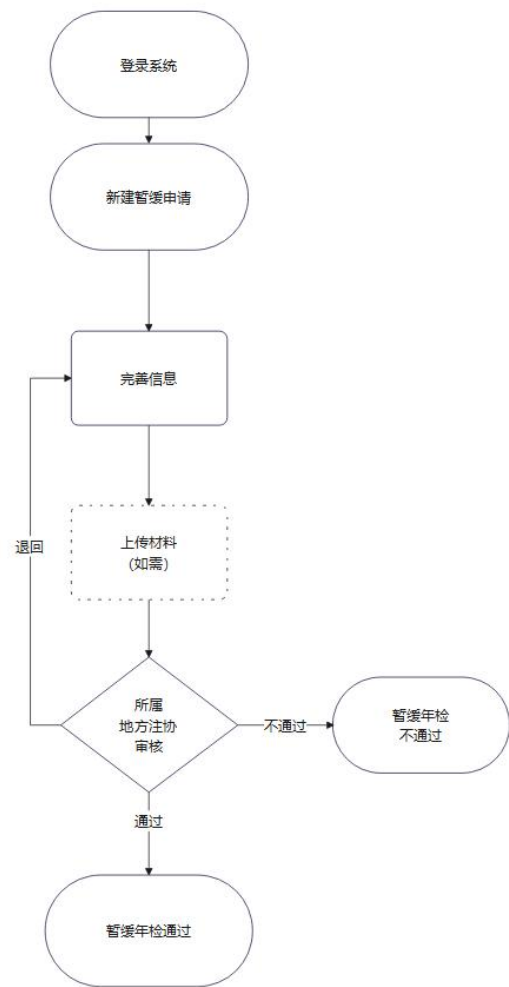 登录系统
新建暂缓申请
完善信息
退回
上传材料
(如需)
所属
地方注协
审核
不通过
暂缓年检
不通过
通过
暂缓年检通过